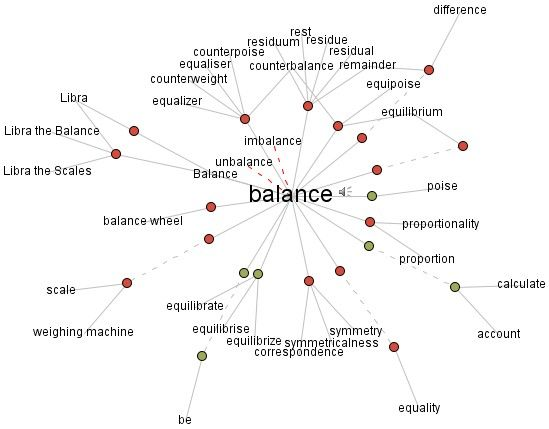 difference
rest
residuum
residue
counterpoise
residual
equaliser
counterbalance
remainder
counterweight
equipoise
Libra
equalizer
equilibrium
Libra the Balance
imbalance
unbalance
Libra the Scales
Balance
balance
poise
balance wheel
proportionality
proportion
calculate
scale
equilibrate
weighing machine
equilibrise
symmetry
account
equilibrize
symmetricalness
correspondence
equality
be